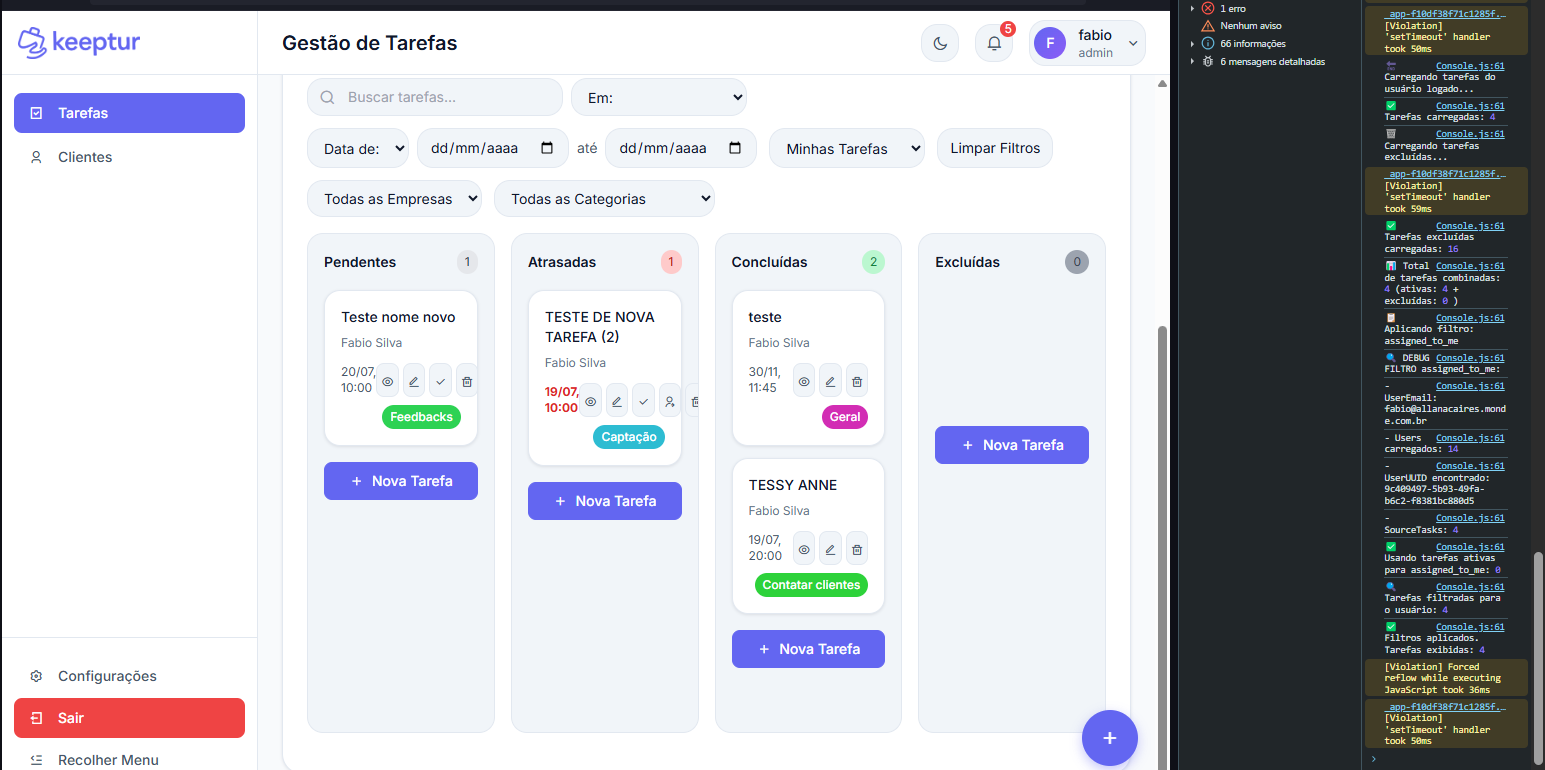 keeptur
Gestão de Tarefas
5
F
fabio
admin
Tarefas
Clientes
Configurações
Sair
Recolher Menu
Buscar tarefas...
Em:
Data de:
dd/mm/aaaa
até
dd/mm/aaaa
Minhas Tarefas
Limpar Filtros
Todas as Empresas
Todas as Categorias
Pendentes
1
Teste nome novo
Fabio Silva
20/07,
10:00
Feedbacks
+ Nova Tarefa
Atrasadas
1
TESTE DE NOVA
TAREFA (2)
Fabio Silva
19/07,
10:00
Captação
+ Nova Tarefa
Concluídas
2
teste
Fabio Silva
30/11,
11:45
Geral
TESSY ANNE
Fabio Silva
19/07,
20:00
Contatar clientes
+ Nova Tarefa
Excluídas
0
+ Nova Tarefa
+
1 erro
Nenhum aviso
66 informações
6 mensagens detalhadas
_app-f10df38f71c1285f.…
[Violation]
'setTimeout' handler
took 50ms
Console.js:61
Carregando tarefas do
usuário logado...
Console.js:61
Tarefas carregadas: 4
Console.js:61
Carregando tarefas
excluídas...
_app-f10df38f71c1285f.…
[Violation]
'setTimeout' handler
took 59ms
Console.js:61
Tarefas excluídas
carregadas: 16
Total Console.js:61
de tarefas combinadas:
4 (ativas: 4 +
excluídas: 0 )
Console.js:61
Aplicando filtro:
assigned_to_me
DEBUG Console.js:61
FILTRO assigned_to_me:
- Console.js:61
UserEmail:
fabio@allanacaires.mond
e.com.br
- Users Console.js:61
carregados: 14
- Console.js:61
UserUUID encontrado:
9c409497-5b93-49fa-
b6c2-f8381bc880d5
- Console.js:61
SourceTasks: 4
Console.js:61
Usando tarefas ativas
para assigned_to_me: 0
Console.js:61
Tarefas filtradas para
o usuário: 4
Console.js:61
Filtros aplicados.
Tarefas exibidas: 4
[Violation] Forced
reflow while executing
JavaScript took 36ms
_app-f10df38f71c1285f.…
[Violation]
'setTimeout' handler
took 50ms